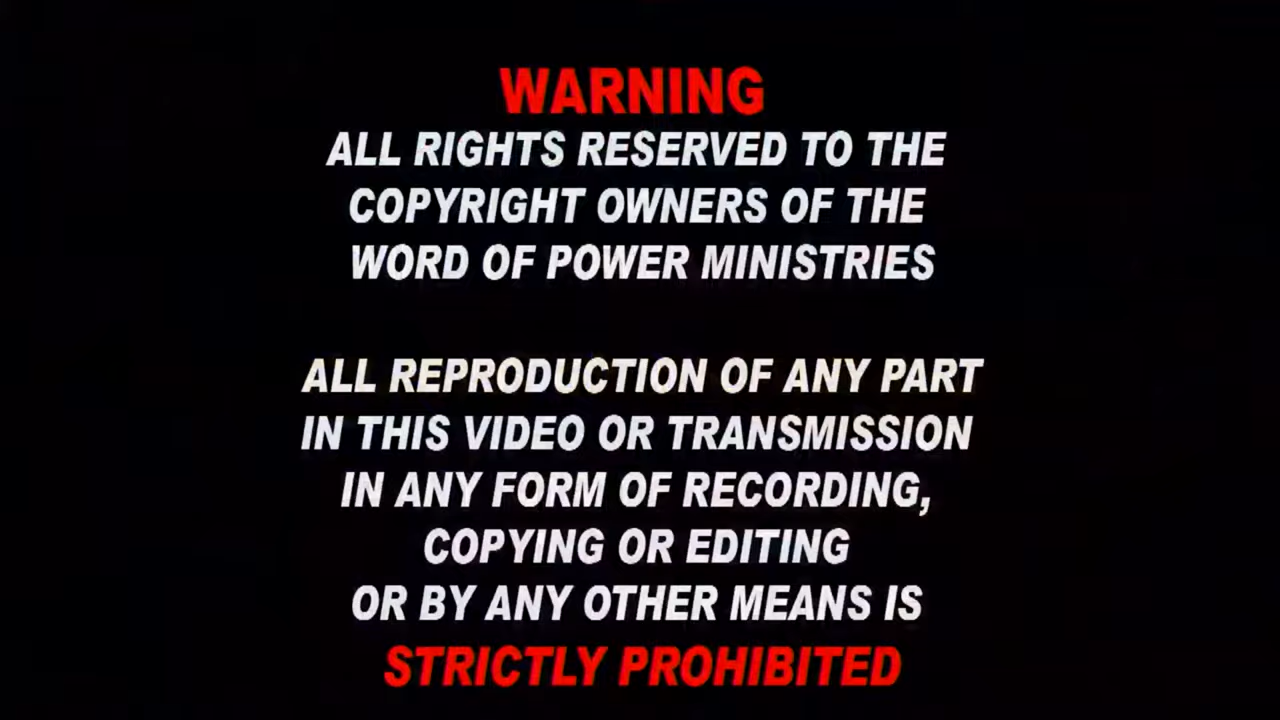 WARNING
ALL RIGHTS RESERVED TO THE
COPYRIGHT OWNERS OF THE
WORD OF POWER MINISTRIES
ALL REPRODUCTION OF ANY PART
IN THIS VIDEO OR TRANSMISSION
IN ANY FORM OF RECORDING,
COPYING OR EDITING
OR BY ANY OTHER MEANS IS
STRICTLY PROHIBITED